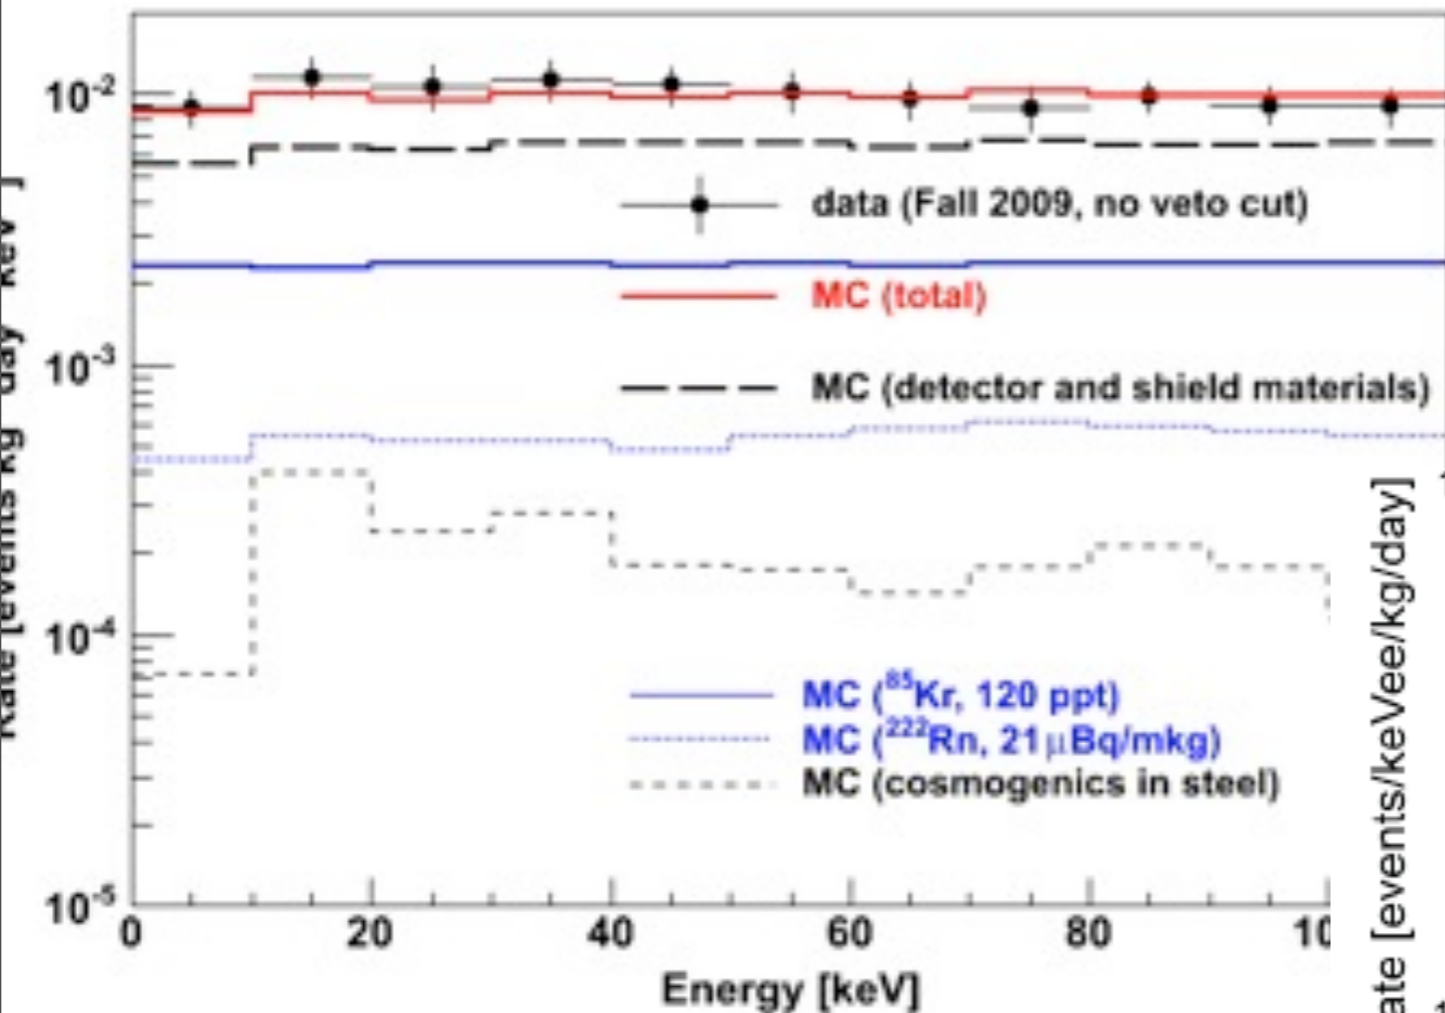 10-2
data (Fall 2009, no veto cut)
MC (total)
10-3
MC (detector and shield materials)
10-4
MC (85Kr, 120 ppt)
MC (222Rn, 21 μBq/mkg)
MC (cosmogenics in steel)
10-5
0 20 40 60 80
Energy [keV]
[events/keVee/kg/day]